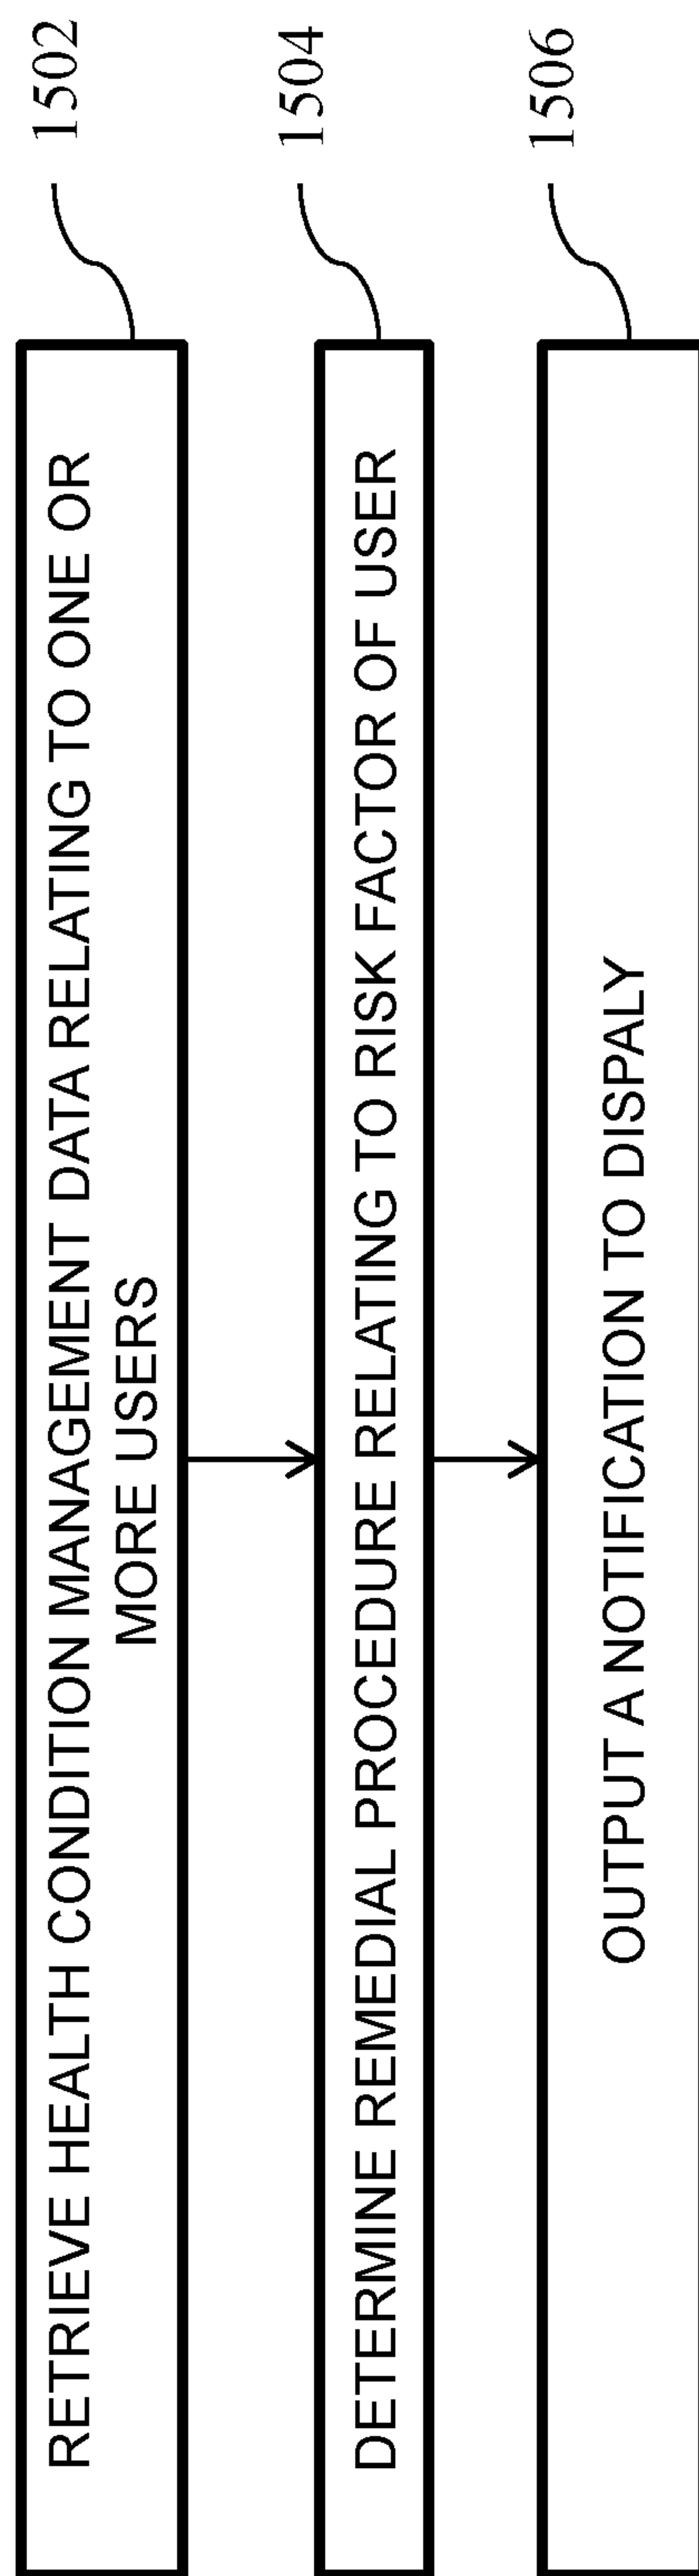 RETRIEVE HEALTH CONDITION MANAGEMENT DATA RELATING TO ONE OR
MORE USERS
1502
DETERMINE REMEDIAL PROCEDURE RELATING TO RISK FACTOR OF USER
1504
OUTPUT A NOTIFICATION TO DISPALY
1506